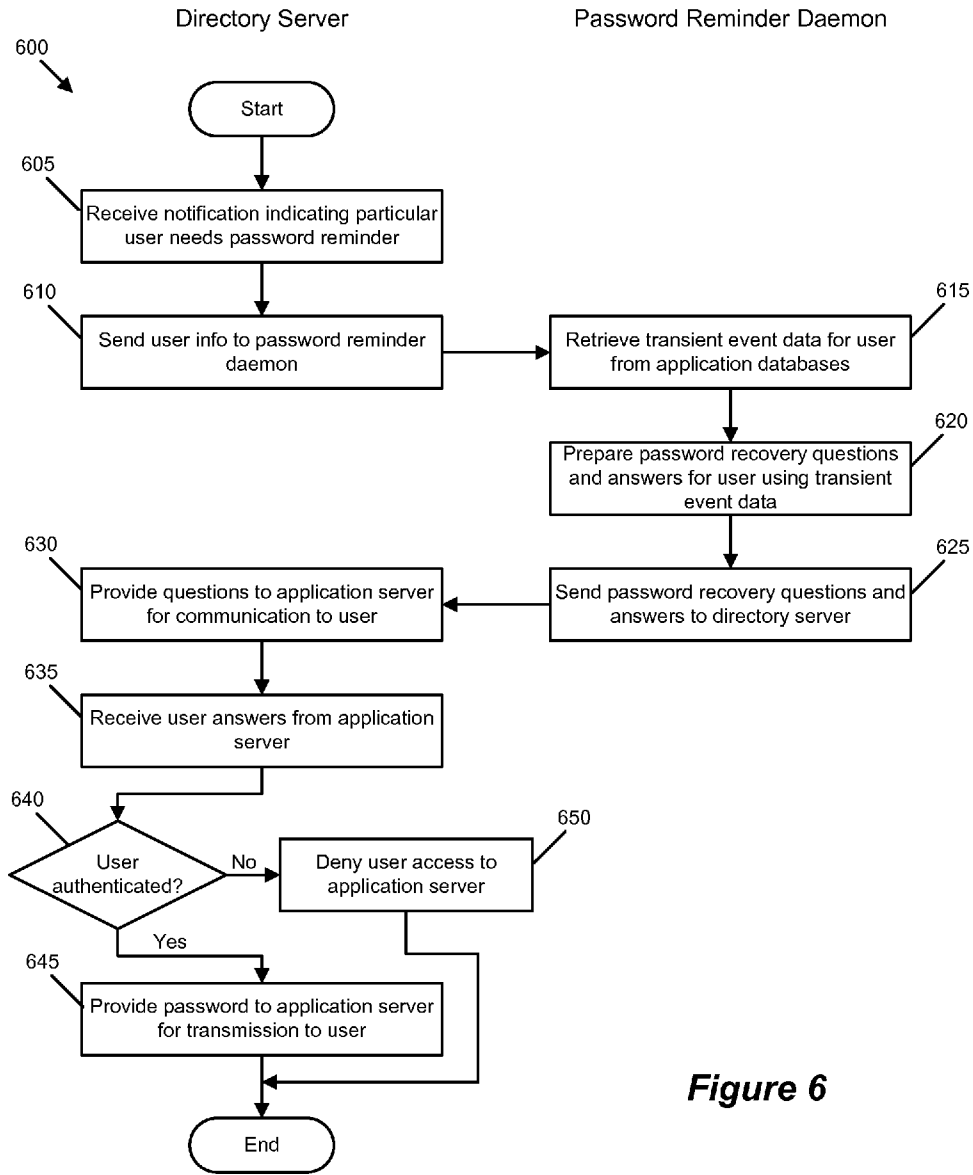 Directory Server
Password Reminder Daemon
600
Start
605
Receive notification indicating particular
user needs password reminder
610
Send user info to password reminder
daemon
615
Retrieve transient event data for user
from application databases
620
Prepare password recovery questions
and answers for user using transient
event data
625
Send password recovery questions and
answers to directory server
630
Provide questions to application server
for communication to user
635
Receive user answers from application
server
640
User
authenticated?
No
650
Deny user access to
application server
Yes
645
Provide password to application server
for transmission to user
End
Figure 6